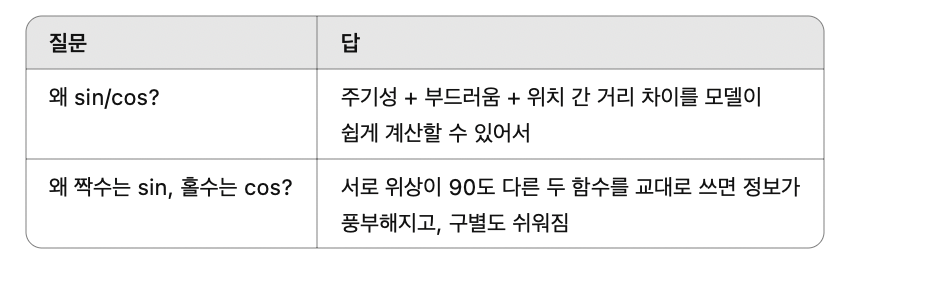 질문
답
왜 sin/cos?
주기성 + 부드러움 + 위치 간 거리 차이를 모델이
쉽게 계산할 수 있어서
왜 짝수는 sin, 홀수는 cos?
서로 위상이 90도 다른 두 함수를 교대로 쓰면 정보가
풍부해지고, 구별도 쉬워짐